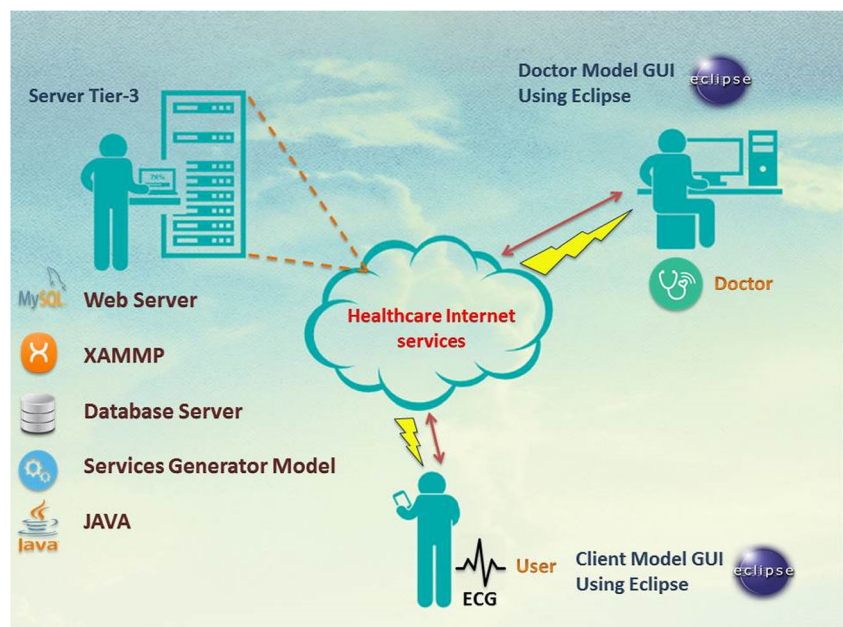 Server Tier-3
Doctor Model GUI
Using Eclipse
eclipse
76%
MySQL
Web Server
XAMMP
Database Server
Services Generator Model
Java
JAVA
Healthcare Internet
services
Doctor
ECG
User
Client Model GUI
Using Eclipse
eclipse